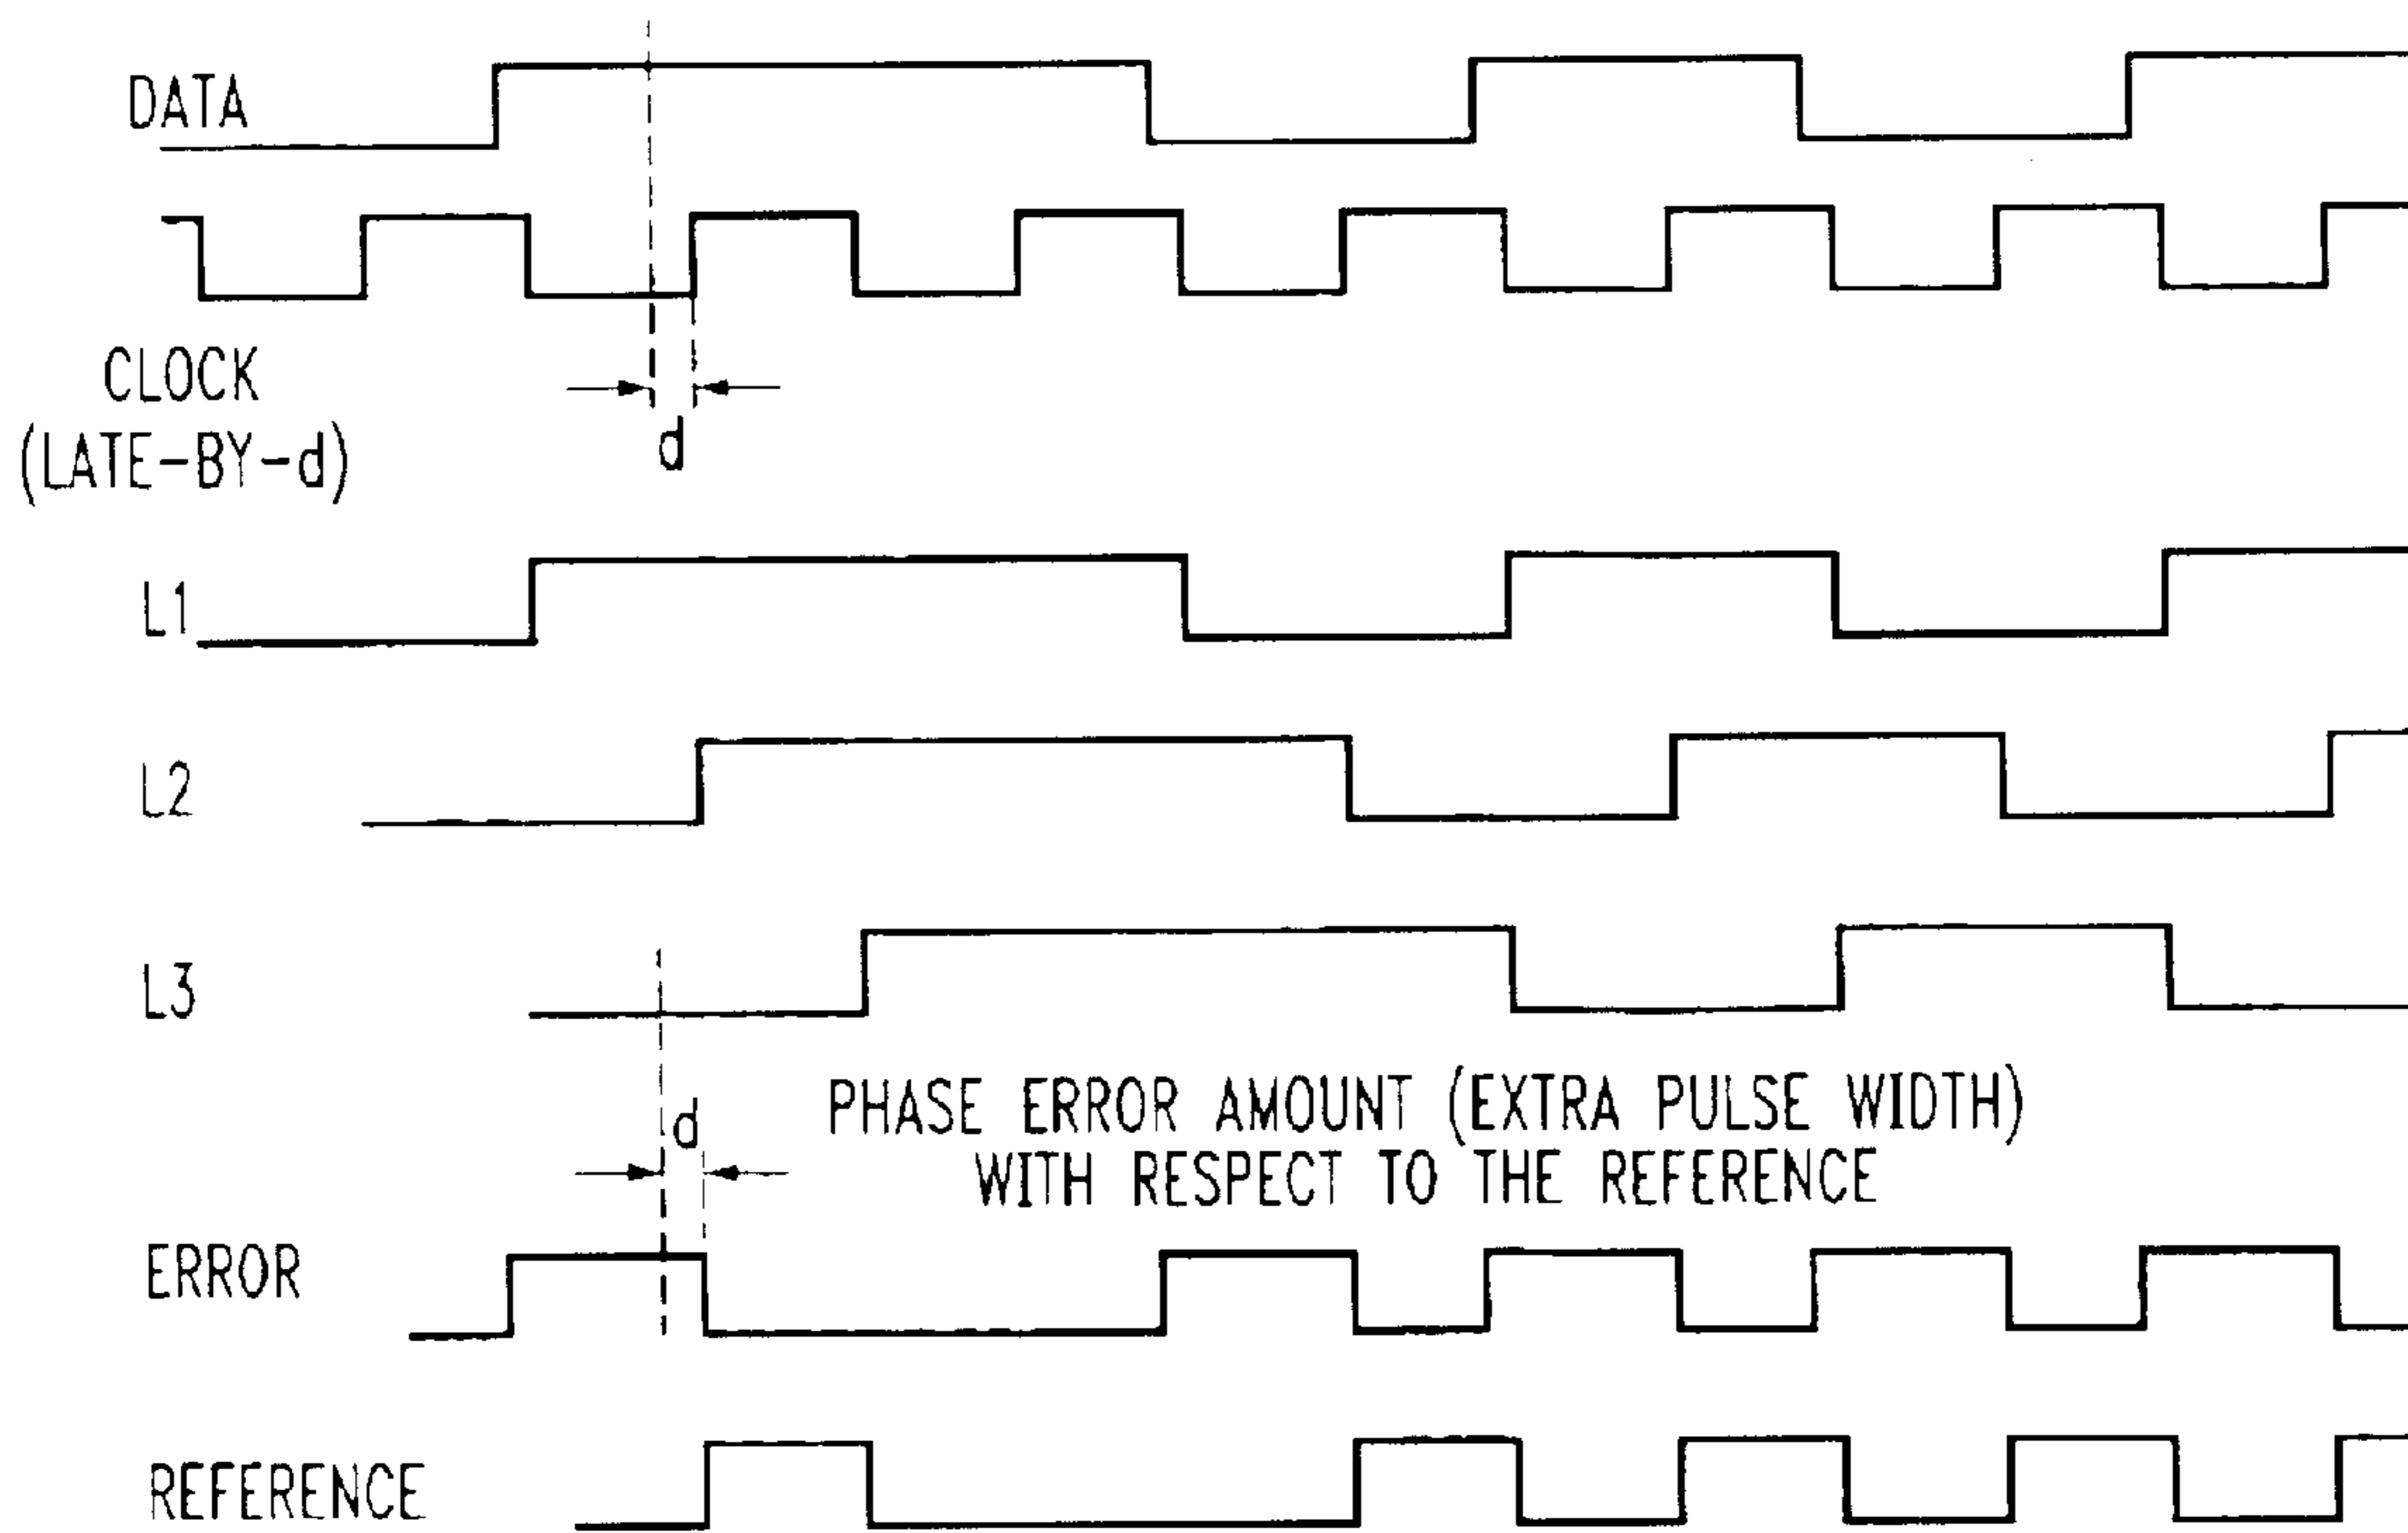 DATA
CLOCK
(LATE-BY-d)
d
L1
L2
L3
d
PHASE ERROR AMOUNT (EXTRA PULSE WIDTH)
WITH RESPECT TO THE REFERENCE
ERROR
REFERENCE